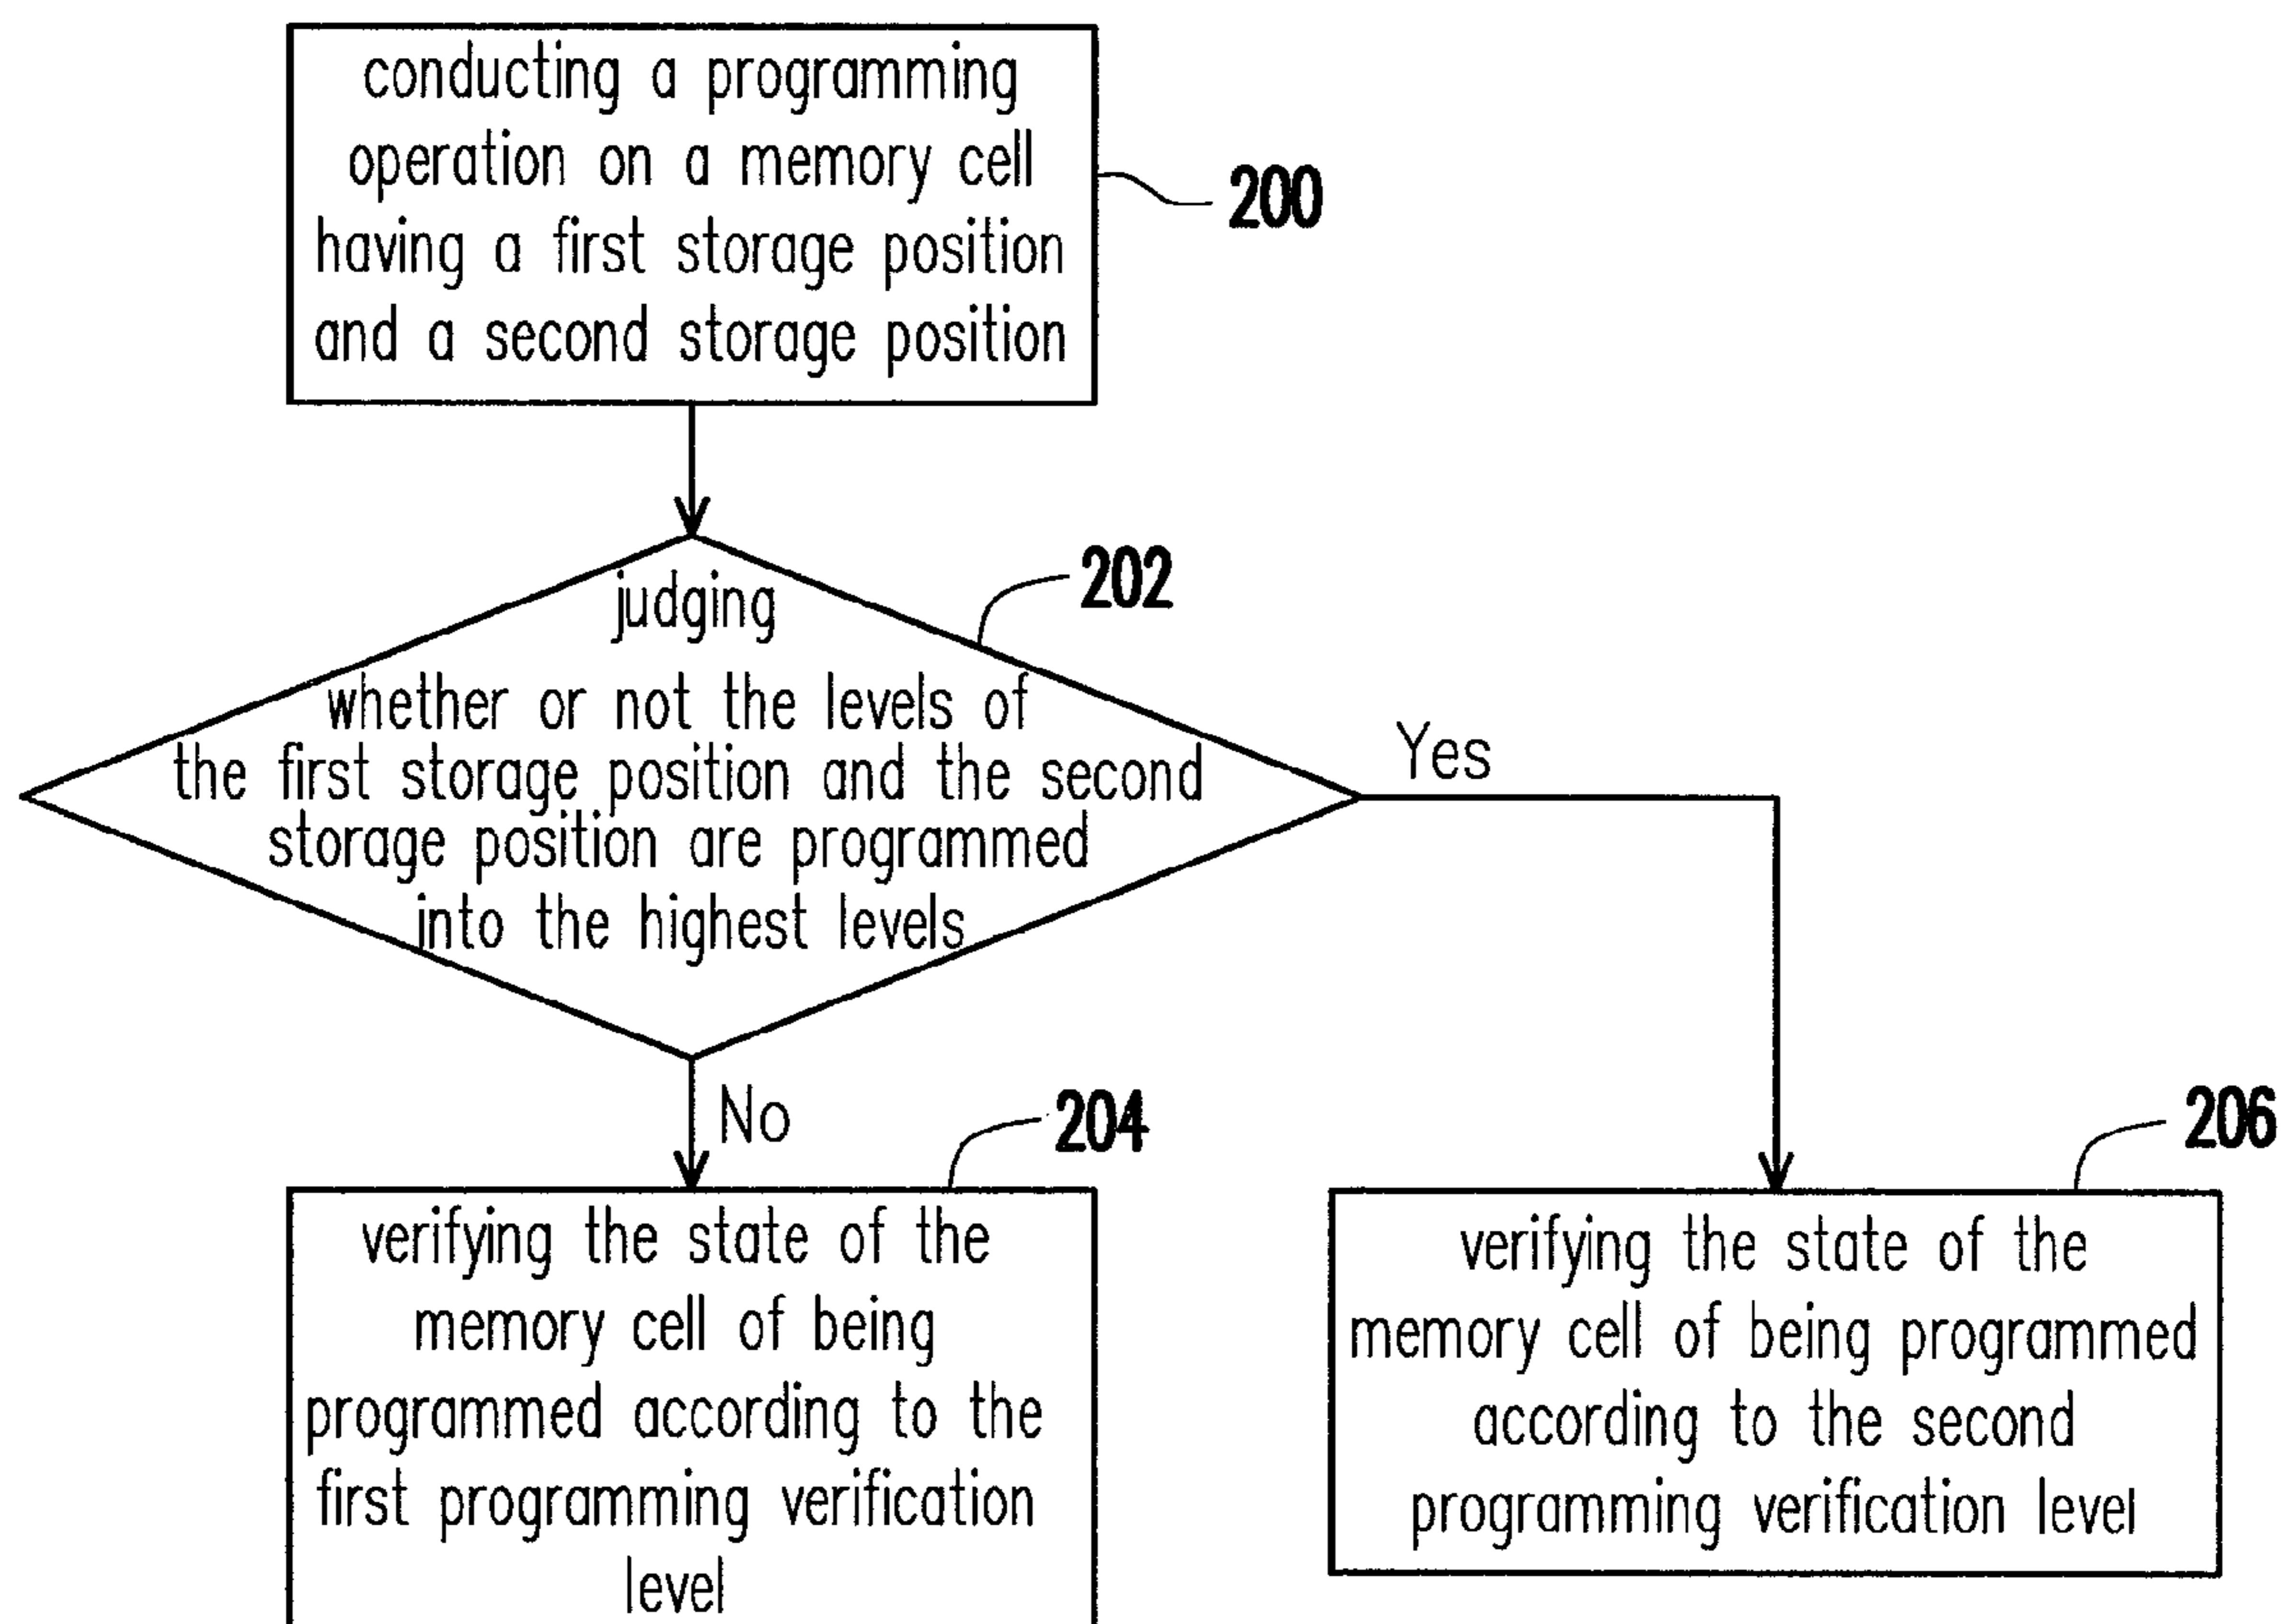 conducting a programming
operation on a memory cell
having a first storage position
and a second storage position
200
judging
whether or not the levels of
the first storage position and the second
storage position are programmed
into the highest levels
202
Yes
No
204
verifying the state of the
memory cell of being
programmed according to the
first programming verification
level
206
verifying the state of the
memory cell of being programmed
according to the second
programming verification level